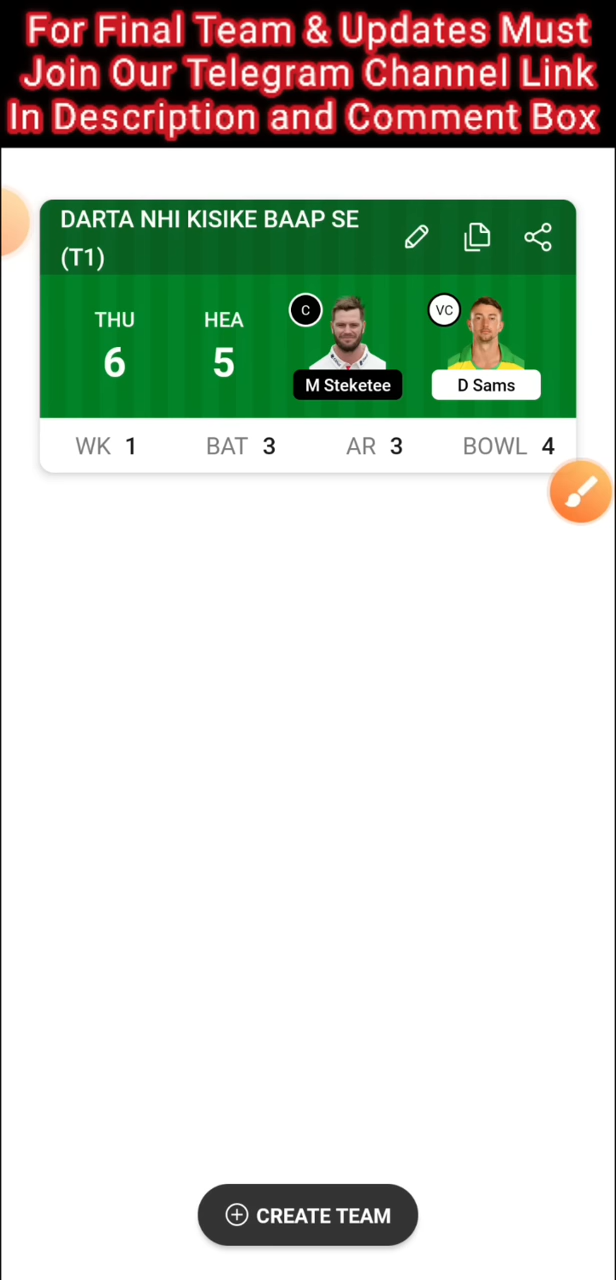 For Final Team & Updates Must
Join Our Telegram Channel Link
In Description and Comment Box
DARTA NHI KISIKE BAAP SE
(T1)
THU
HEA
C
VC
6
5
M Steketee
D Sams
WK 1
BAT 3
AR 3
BOWL 4
CREATE TEAM